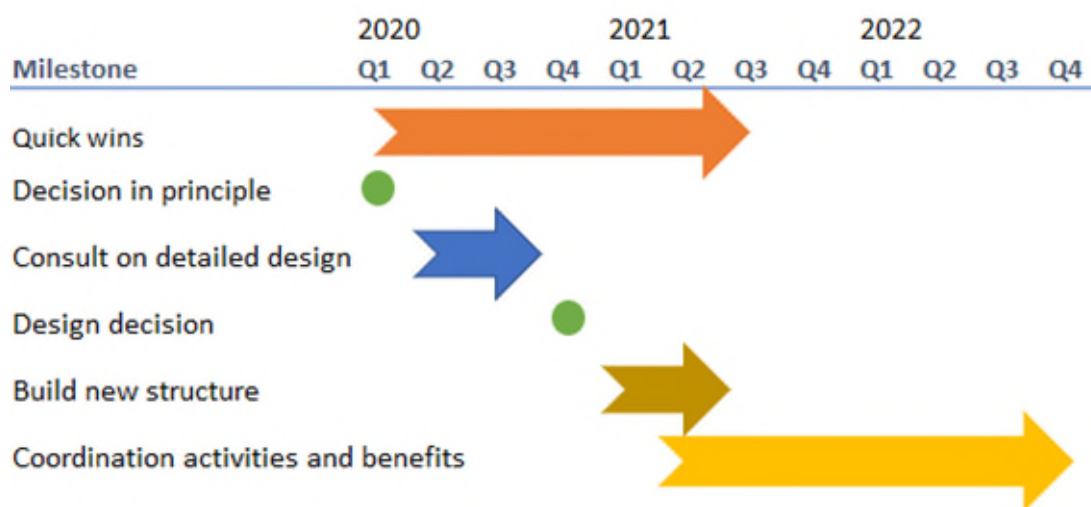 2020 2021 2022
Milestone Q1 Q2 Q3 Q4 Q1 Q2 Q3 Q4 Q1 Q2 Q3 Q4
Quick wins
Decision in principle
Consult on detailed design
Design decision
Build new structure
Coordination activities and benefits